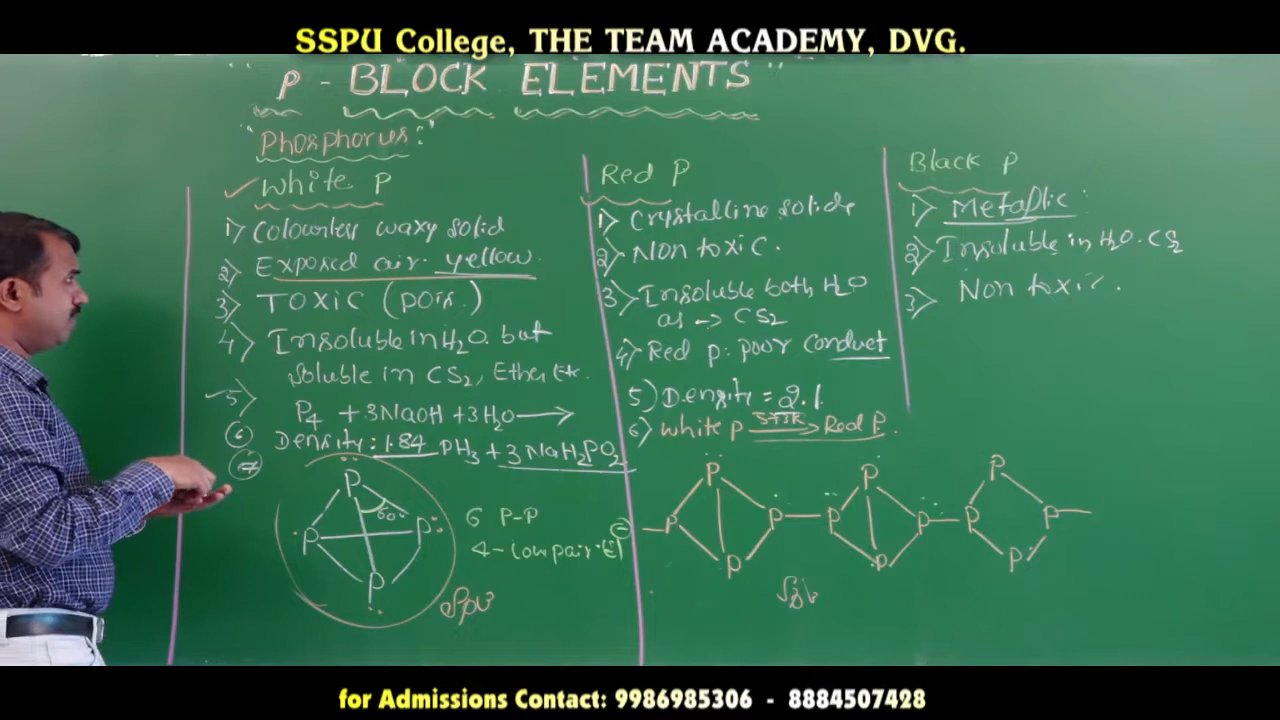 SSPU College, THE TEAM ACADEMY, DVG.
"P - BLOCK ELEMENTS"
"Phosphorus:"
White P
1) Colourless waxy solid
2) Exposed air. yellow.
3) TOXIC (pois.)
4) Insoluble in H₂O. but
soluble in CS₂, Ether Etc.
5)
P₄ + 3NaOH + 3H₂O ⟶
6) Density: 1.84 PH₃ + 3NaH₂PO₂
7)
P
60°
P P
P
6 P-P
4-lone pair
Red P
1) Crystalline solids
2) Non toxic.
3) Insoluble both H₂O
as → CS₂
4) Red p: poor conduct
5) Density = 2.1
6) White P 573K → Red P.
P P P
P P P P P P
P P P
Black P
1) Metallic:
2) Insoluble in H₂O. CS₂
3) Non toxic.
for Admissions Contact: 9986985306 - 8884507428